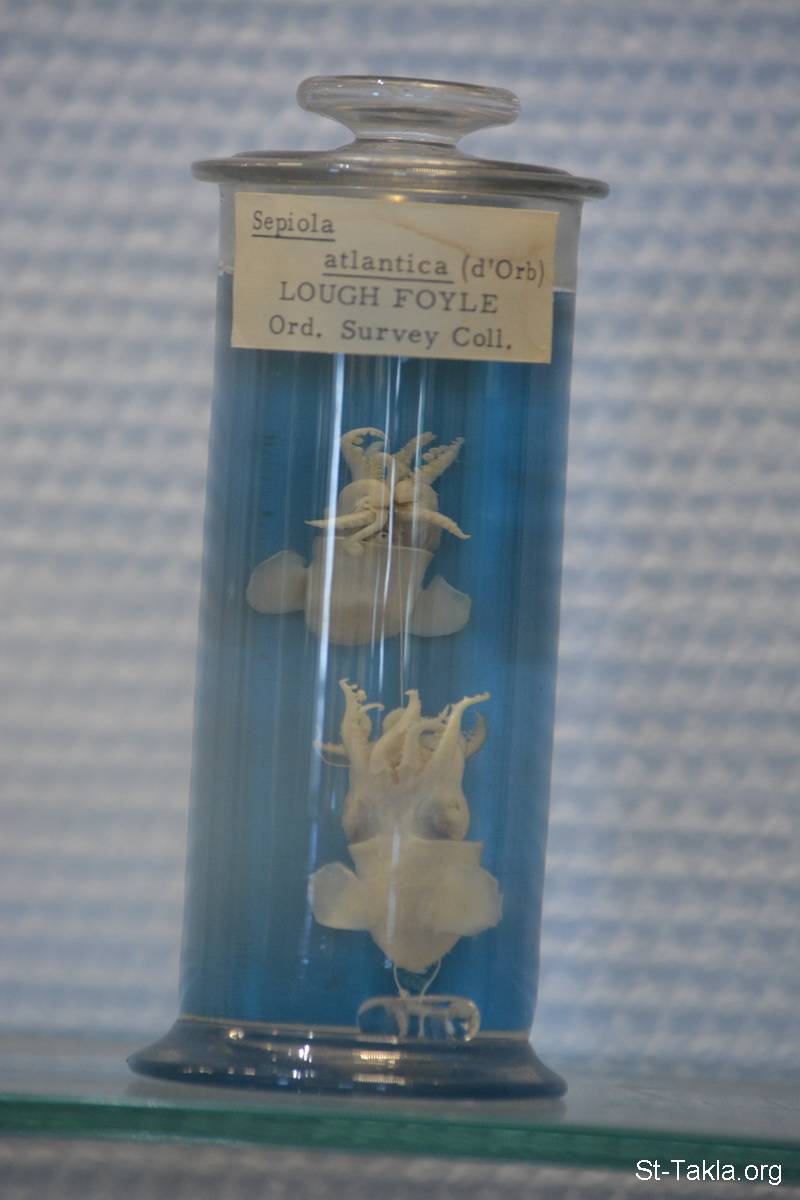 Sepiola
atlantica (d'Orb)
LOUGH FOYLE
Ord. Survey Coll.
St-Takla.org